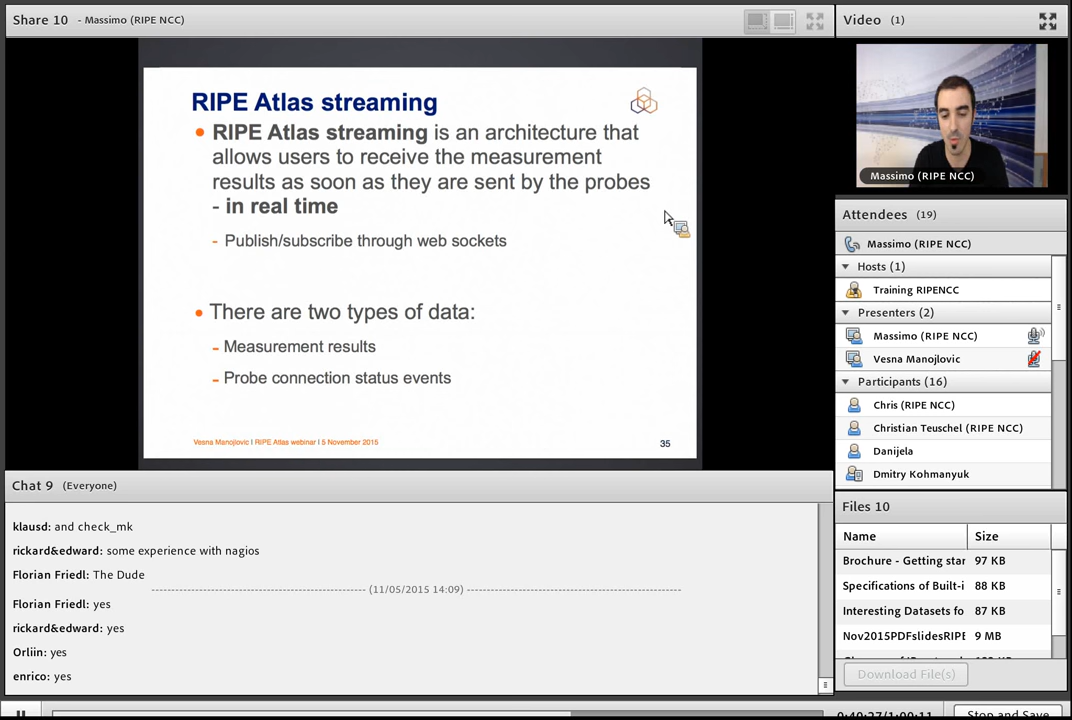 Share 10 - Massimo (RIPE NCC)
RIPE Atlas streaming
RIPE Atlas streaming is an architecture that
allows users to receive the measurement
results as soon as they are sent by the probes
- in real time
- Publish/subscribe through web sockets
There are two types of data:
- Measurement results
- Probe connection status events
Vesna Manojlovic I RIPE Atlas webinar I 5 November 2015
35
Chat 9 (Everyone)
klausd: and check_mk
rickard&edward: some experience with nagios
Florian Friedl: The Dude
(11/05/2015 14:09)
Florian Friedl: yes
rickard&edward: yes
Orliin: yes
enrico: yes
Video (1)
Massimo (RIPE NCC)
Attendees (19)
Massimo (RIPE NCC)
Hosts (1)
Training RIPENCC
Presenters (2)
Massimo (RIPE NCC)
Vesna Manojlovic
Participants (16)
Chris (RIPE NCC)
Christian Teuschel (RIPE NCC)
Danijela
Dmitry Kohmanyuk
Files 10
Name Size
Brochure - Getting star 97 KB
Specifications of Built-i 88 KB
Interesting Datasets fo 87 KB
Nov2015PDFslidesRIPE 9 MB
Download File(s)
0:40:27/1:00:11
Stop and Save